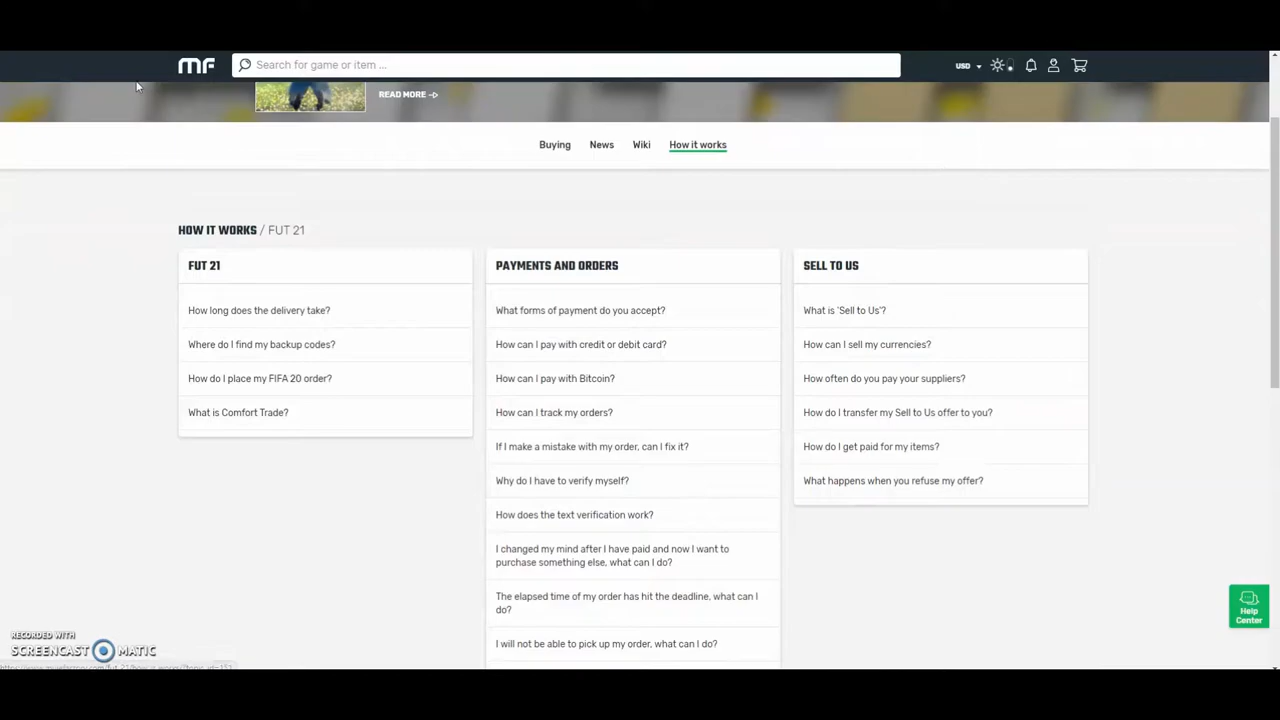 MF
Search for game or item ...
USD
READ MORE
Buying
News
Wiki
How it works
HOW IT WORKS / FUT 21
FUT 21
How long does the delivery take?
Where do I find my backup codes?
How do I place my FIFA 20 order?
What is Comfort Trade?
PAYMENTS AND ORDERS
What forms of payment do you accept?
How can I pay with credit or debit card?
How can I pay with Bitcoin?
How can I track my orders?
If I make a mistake with my order, can I fix it?
Why do I have to verify myself?
How does the text verification work?
I changed my mind after I have paid and now I want to
purchase something else, what can I do?
The elapsed time of my order has hit the deadline, what can I
do?
I will not be able to pick up my order, what can I do?
SELL TO US
What is 'Sell to Us'?
How can I sell my currencies?
How often do you pay your suppliers?
How do I transfer my Sell to Us offer to you?
How do I get paid for my items?
What happens when you refuse my offer?
Help
Center
RECORDED WITH
SCREENCAST MATIC